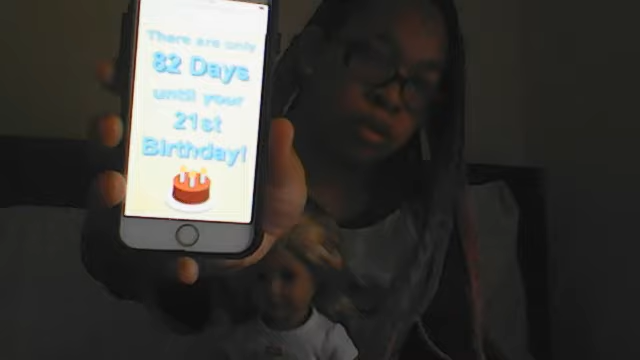 There are only
82 Days
until your
21st
Birthday!